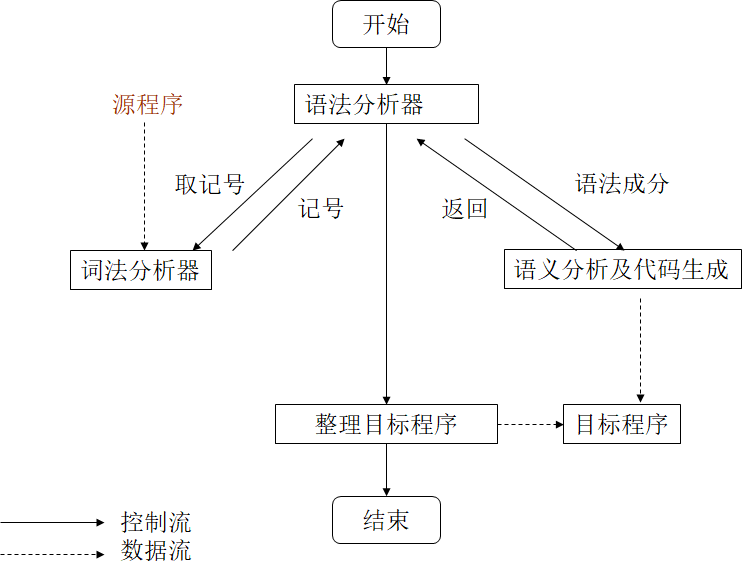 开始
源程序
语法分析器
取记号
记号
返回
语法成分
词法分析器
语义分析及代码生成
整理目标程序
目标程序
结束
控制流
数据流